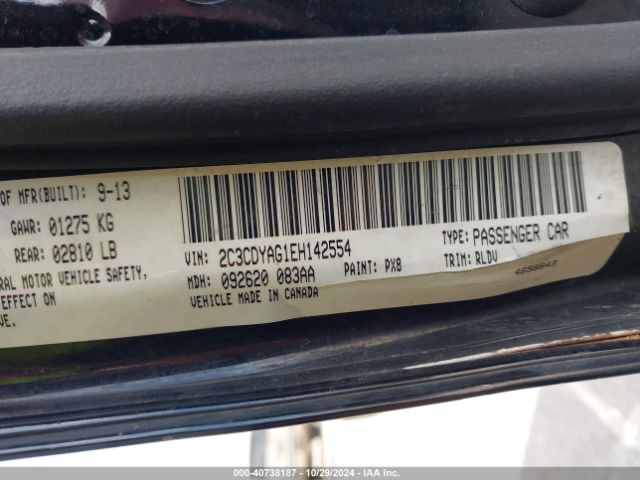 OF MFR(BUILT): 9-13
GAWR: 01275 KG
REAR: 02810 LB
RAL MOTOR VEHICLE SAFETY,
EFFECT ON
VE.
VIN: 2C3CDYAG1EH142554
TYPE: PASSENGER CAR
MDH: 092620 083AA
PAINT: PX8
TRIM: RLDV
VEHICLE MADE IN CANADA
4658843
000-40738187 - 10/29/2024 - IAA Inc.